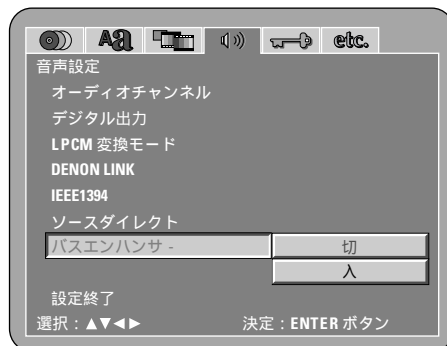 Aa etc.
音声設定
オーディオチャンネル
デジタル出力
LPCM 変換モード
DENON LINK
IEEE1394
ソースダイレクト
バスエンハンサ - 切
入
設定終了
選択：▲▼◀▶ 決定：ENTER ボタン